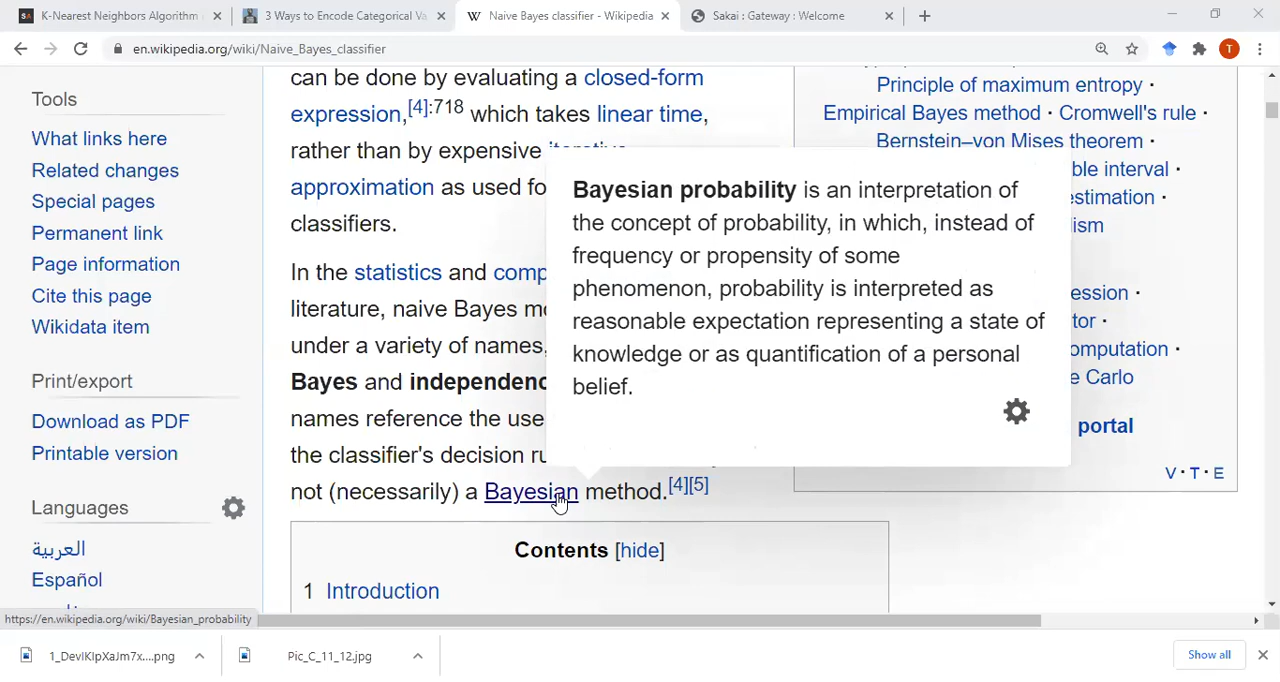 K-Nearest Neighbors Algorithm
3 Ways to Encode Categorical Va
Naive Bayes classifier - Wikipedia
Sakai : Gateway : Welcome
en.wikipedia.org/wiki/Naive_Bayes_classifier
T
Tools
What links here
Related changes
Special pages
Permanent link
Page information
Cite this page
Wikidata item
Print/export
Download as PDF
Printable version
Languages
العربية
Español
can be done by evaluating a closed-form
expression,[4]:718 which takes linear time,
rather than by expensive iterative
approximation as used fo
classifiers.
In the statistics and comp
literature, naive Bayes mo
under a variety of names,
Bayes and independenc
names reference the use
the classifier's decision ru
not (necessarily) a Bayesian method.[4][5]
Contents [hide]
1 Introduction
Bayesian probability is an interpretation of
the concept of probability, in which, instead of
frequency or propensity of some
phenomenon, probability is interpreted as
reasonable expectation representing a state of
knowledge or as quantification of a personal
belief.
Principle of maximum entropy ·
Empirical Bayes method · Cromwell's rule ·
Bernstein–von Mises theorem ·
ble interval ·
estimation ·
ism
ession ·
tor ·
omputation ·
e Carlo
portal
V · T · E
https://en.wikipedia.org/wiki/Bayesian_probability
1_DevIKIpXaJm7x....png
Pic_C_11_12.jpg
Show all